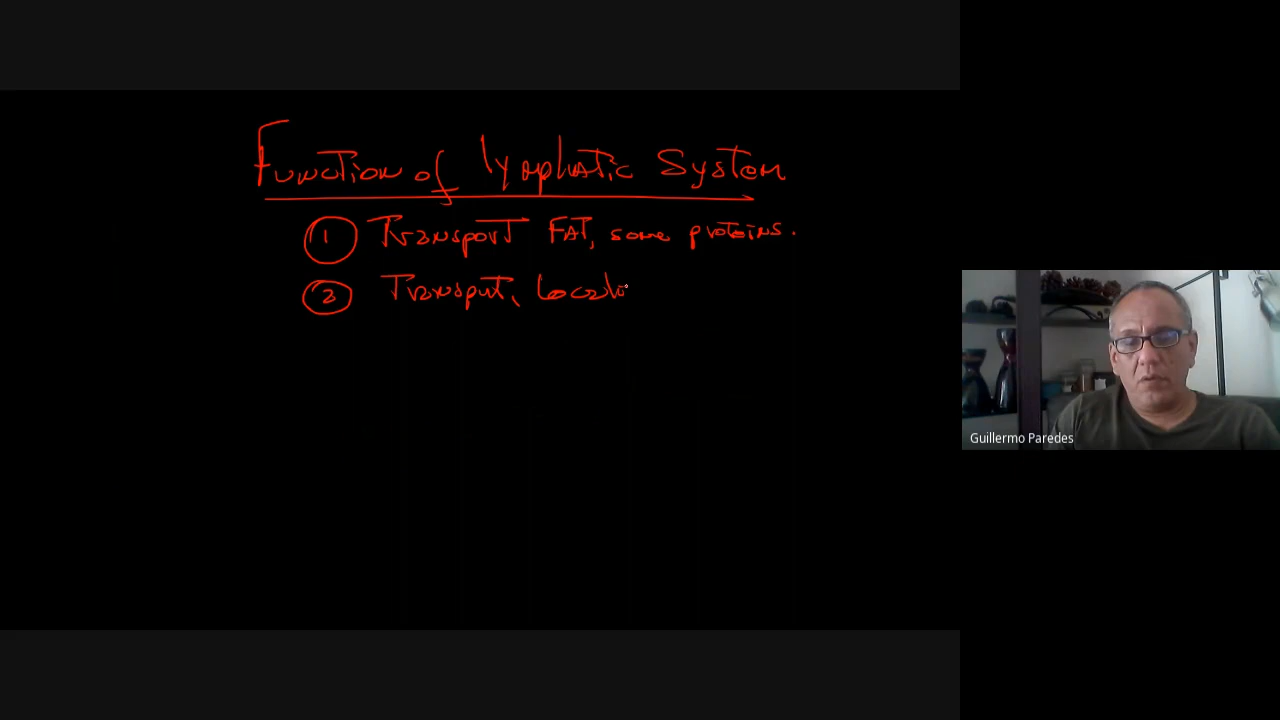 Function of lymphatic System
1 Transport FAT, some proteins.
2 Transport, Locali
Guillermo Paredes